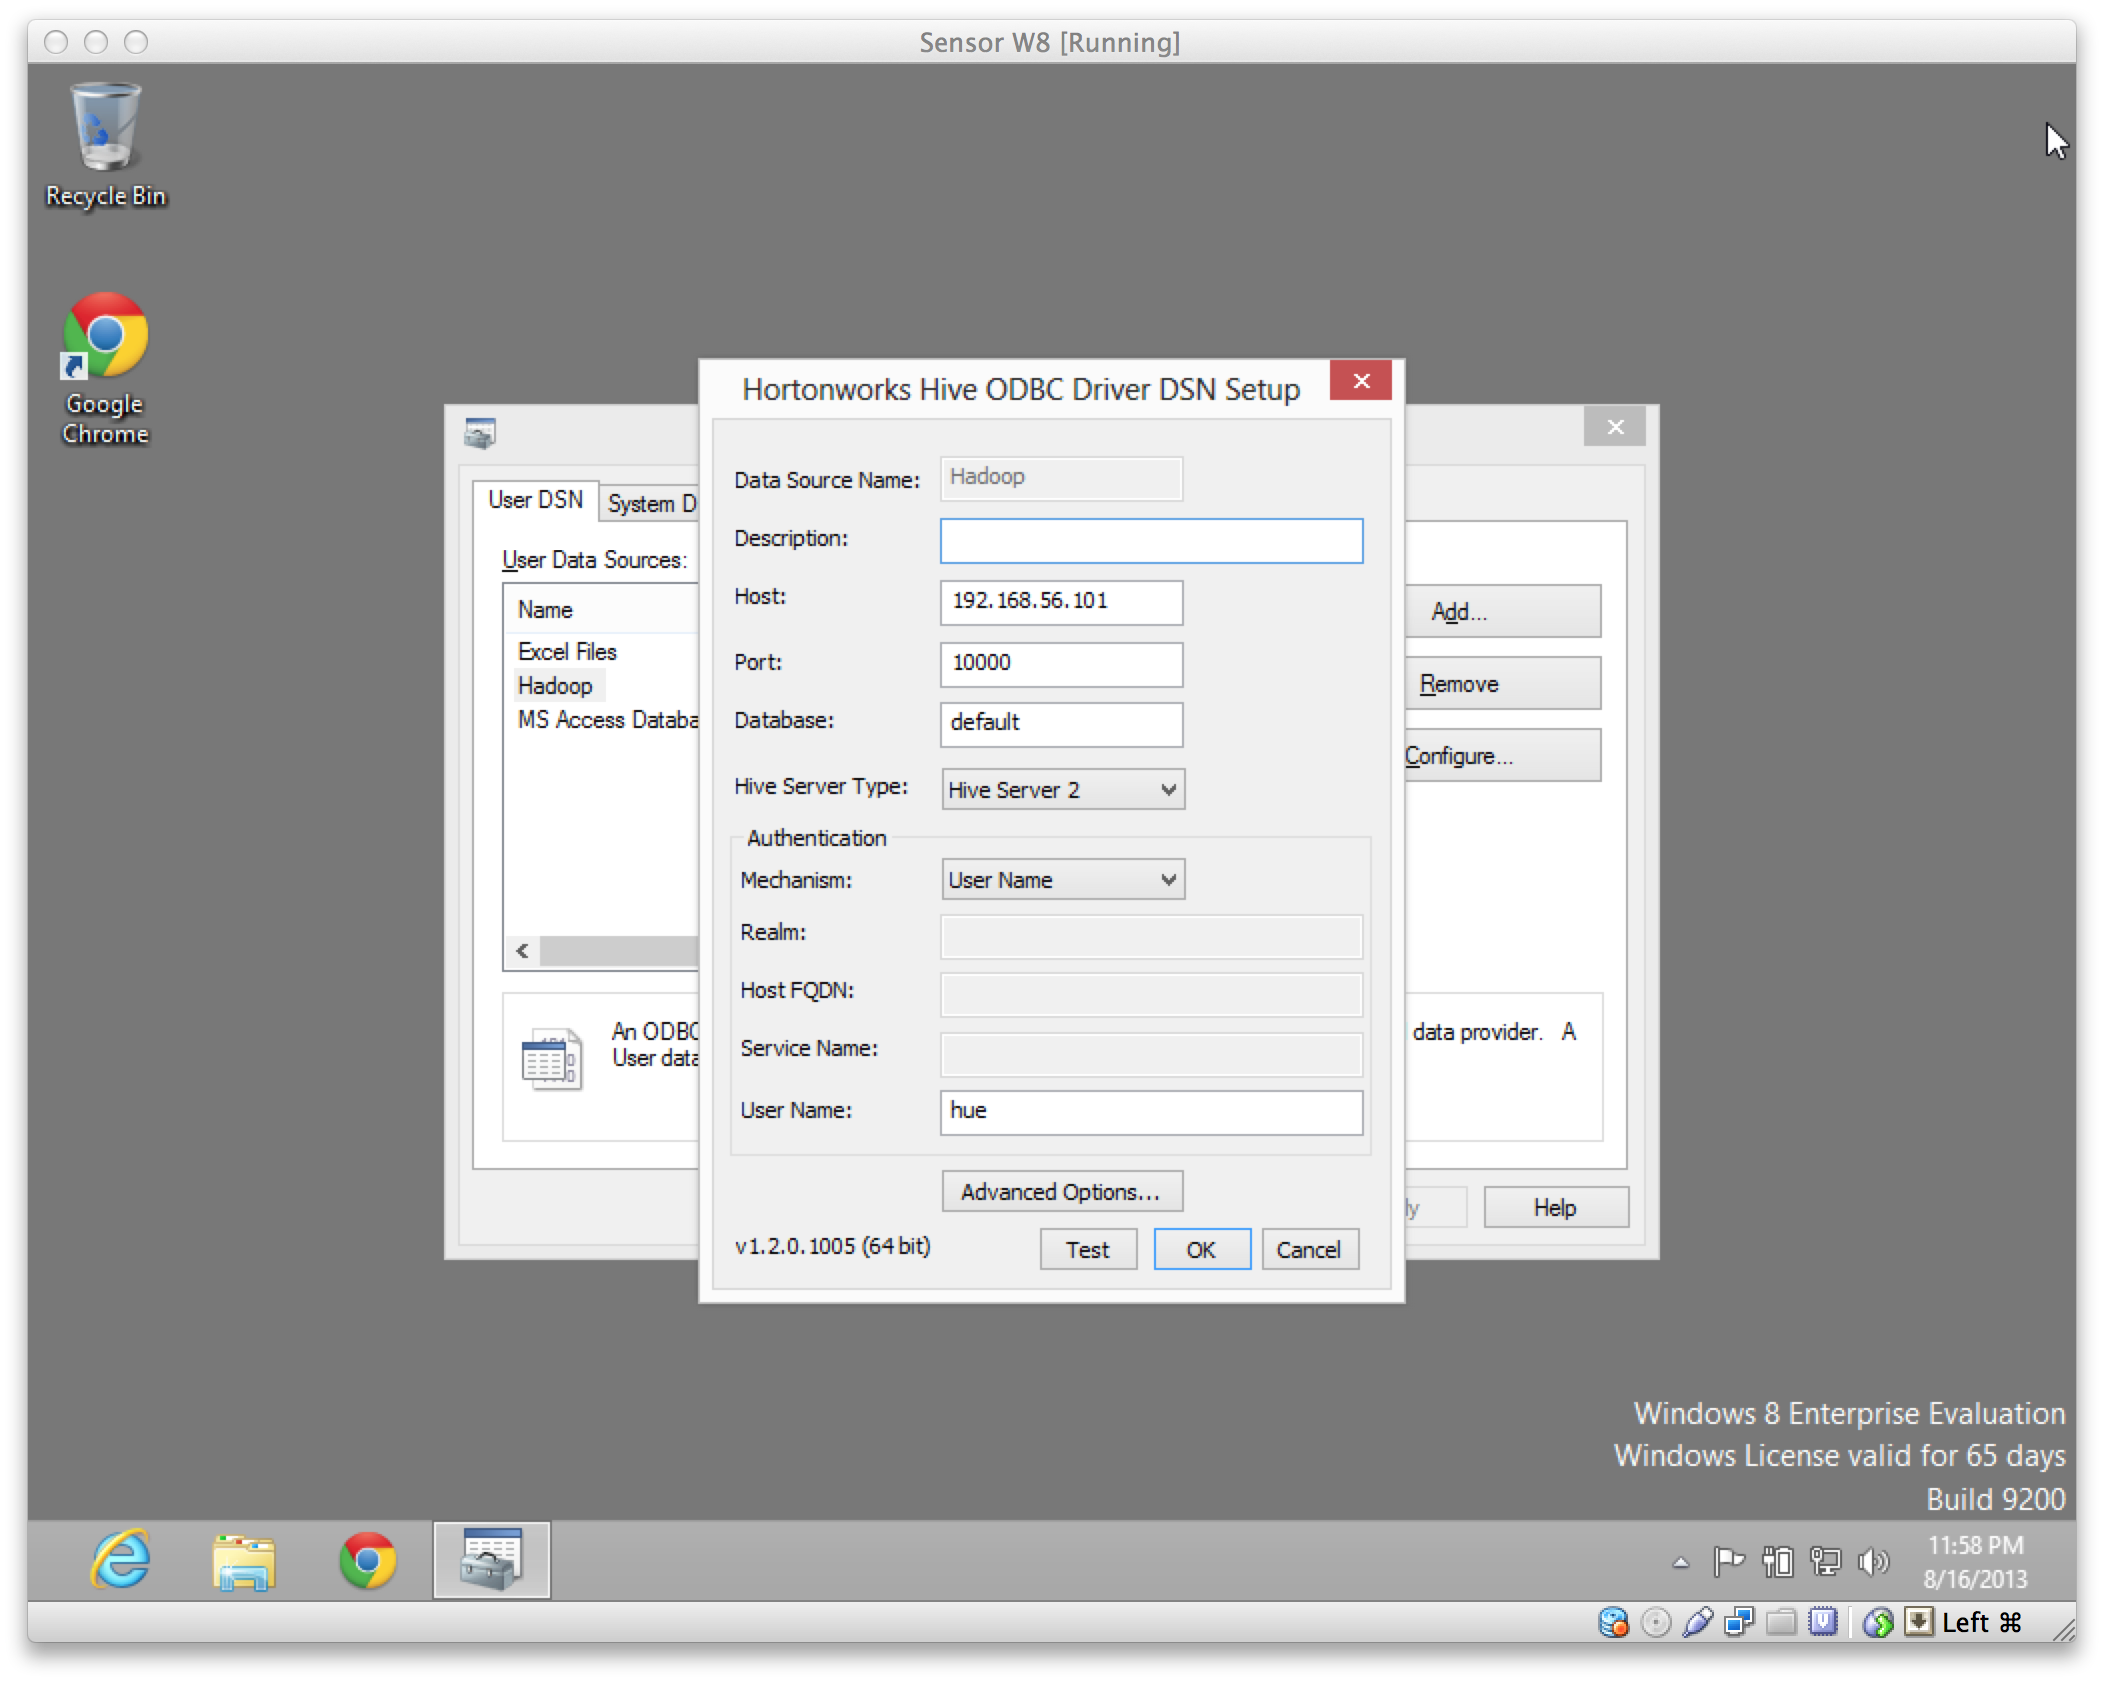 Sensor W8 [Running]
Recycle Bin
Google
Chrome
Hortonworks Hive ODBC Driver DSN Setup
User DSN
System D
User Data Sources:
Name
Excel Files
Hadoop
MS Access Databa
An ODBC
User data
Data Source Name: Hadoop
Description:
Host: 192.168.56.101
Port: 10000
Database: default
Hive Server Type: Hive Server 2
Authentication
Mechanism: User Name
Realm:
Host FQDN:
Service Name:
User Name: hue
Advanced Options...
v1.2.0.1005 (64 bit)
Test
OK
Cancel
Add...
Remove
Configure...
data provider. A
ly
Help
Windows 8 Enterprise Evaluation
Windows License valid for 65 days
Build 9200
11:58 PM
8/16/2013
Left ⌘